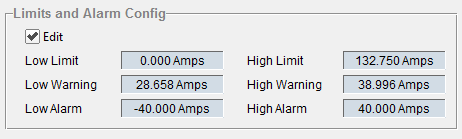 Limits and Alarm Config
Edit
Low Limit 0.000 Amps High Limit 132.750 Amps
Low Warning 28.658 Amps High Warning 38.996 Amps
Low Alarm -40.000 Amps High Alarm 40.000 Amps